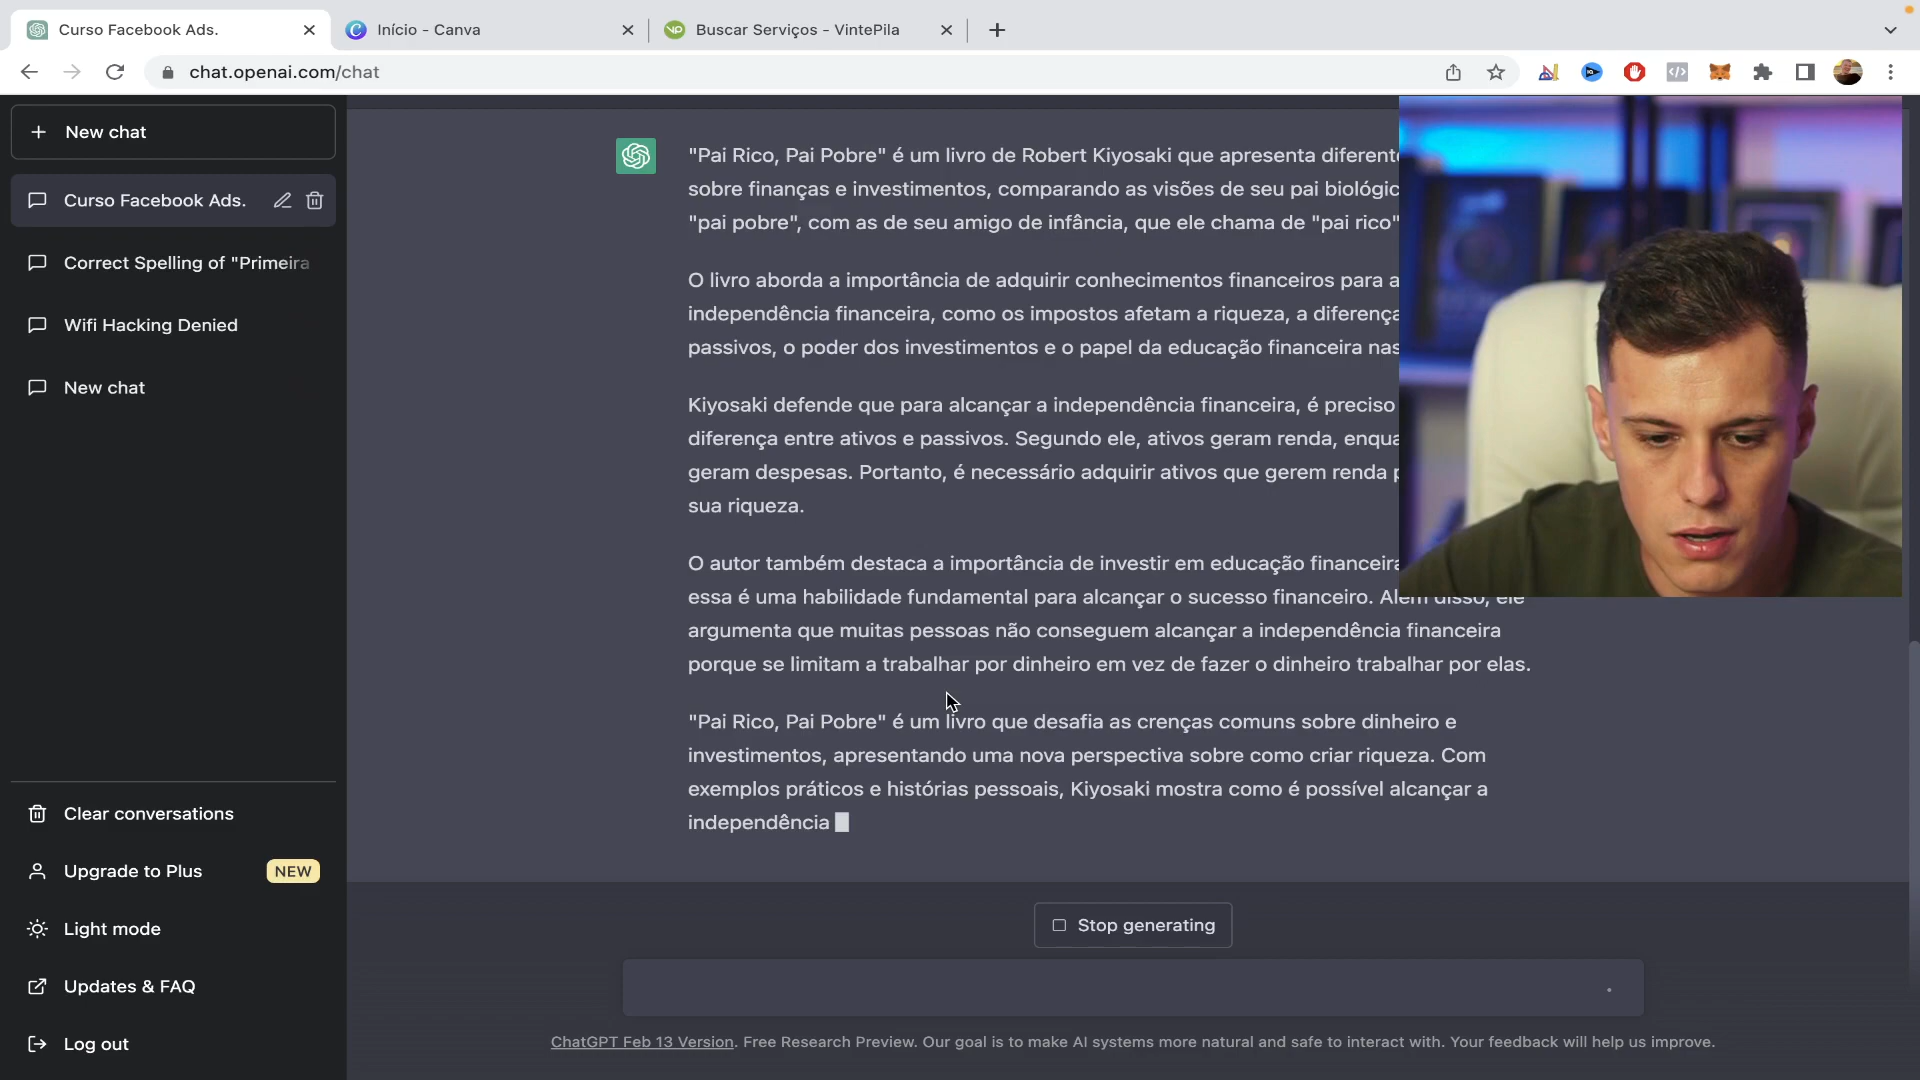 Curso Facebook Ads.
Início - Canva
VP Buscar Serviços - VintePila
chat.openai.com/chat
New chat
Curso Facebook Ads.
Correct Spelling of "Primeira
Wifi Hacking Denied
New chat
Clear conversations
Upgrade to Plus NEW
Light mode
Updates & FAQ
Log out
"Pai Rico, Pai Pobre" é um livro de Robert Kiyosaki que apresenta
sobre finanças e investimentos, comparando as visões de seu pai
"pai pobre", com as de seu amigo de infância, que ele chama de "pai rico"
O livro aborda a importância de adquirir conhecimentos financeiros para
independência financeira, como os impostos afetam a riqueza, a
passivos, o poder dos investimentos e o papel da educação financeira
Kiyosaki defende que para alcançar a independência financeira, é preciso
diferença entre ativos e passivos. Segundo ele, ativos geram renda,
geram despesas. Portanto, é necessário adquirir ativos que gerem renda
sua riqueza.
O autor também destaca a importância de investir em educação
essa é uma habilidade fundamental para alcançar o sucesso financeiro. Além disso, ele
argumenta que muitas pessoas não conseguem alcançar a independência financeira
porque se limitam a trabalhar por dinheiro em vez de fazer o dinheiro trabalhar por elas.
"Pai Rico, Pai Pobre" é um livro que desafia as crenças comuns sobre dinheiro e
investimentos, apresentando uma nova perspectiva sobre como criar riqueza. Com
exemplos práticos e histórias pessoais, Kiyosaki mostra como é possível alcançar a
independência
Stop generating
ChatGPT Feb 13 Version. Free Research Preview. Our goal is to make AI systems more natural and safe to interact with. Your feedback will help us improve.